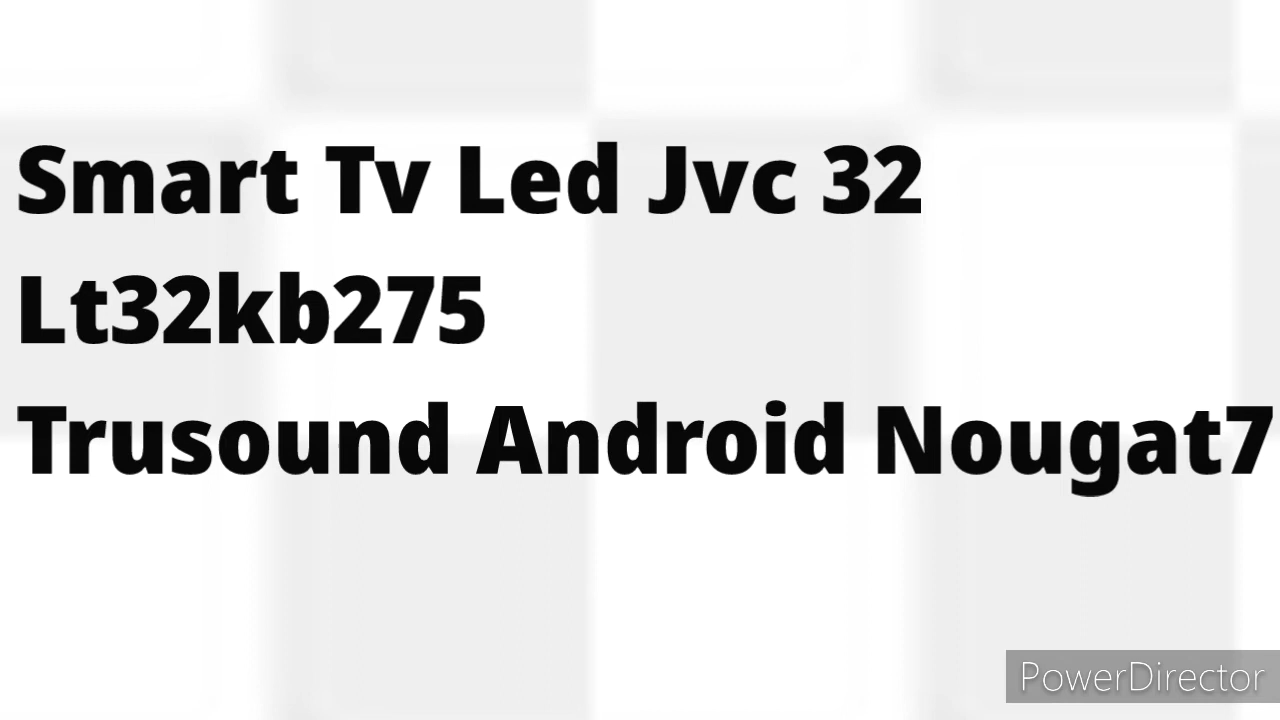 Smart Tv Led Jvc 32
Lt32kb275
Trusound Android Nougat7
PowerDirector